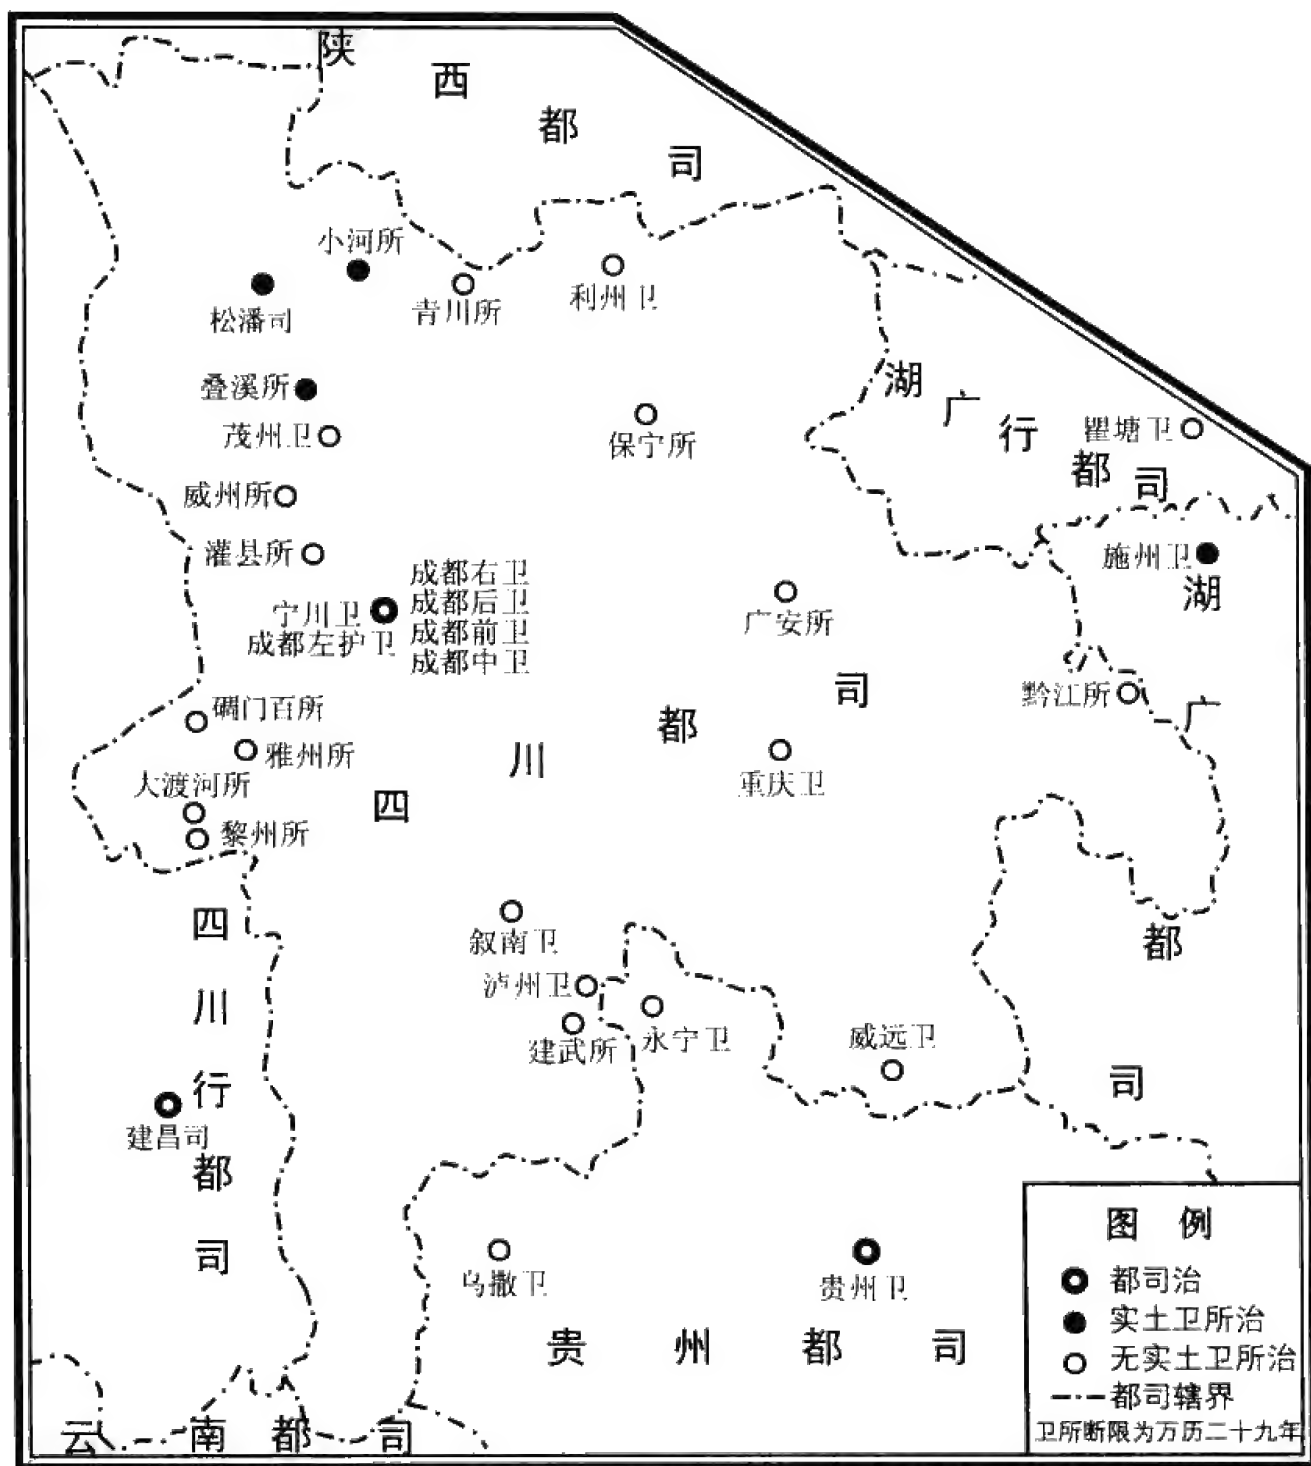 陕西都司
小河所
松潘司
青川所
利州卫
叠溪所
茂州卫
保宁所
湖广行都司
瞿塘卫
威州所
灌县所
施州卫
成都右卫
宁川卫
成都后卫
成都左护卫
成都前卫
成都中卫
广安所
黔江所
湖广都司
碉门百所
雅州所
大渡河所
黎州所
四川都司
重庆卫
四川行都司
叙南卫
泸州卫
建武所
永宁卫
威远卫
建昌司
乌撒卫
贵州卫
贵州都司
云南都司
图例
都司治
实土卫所治
无实土卫所治
都司辖界
卫所断限为万历二十九年